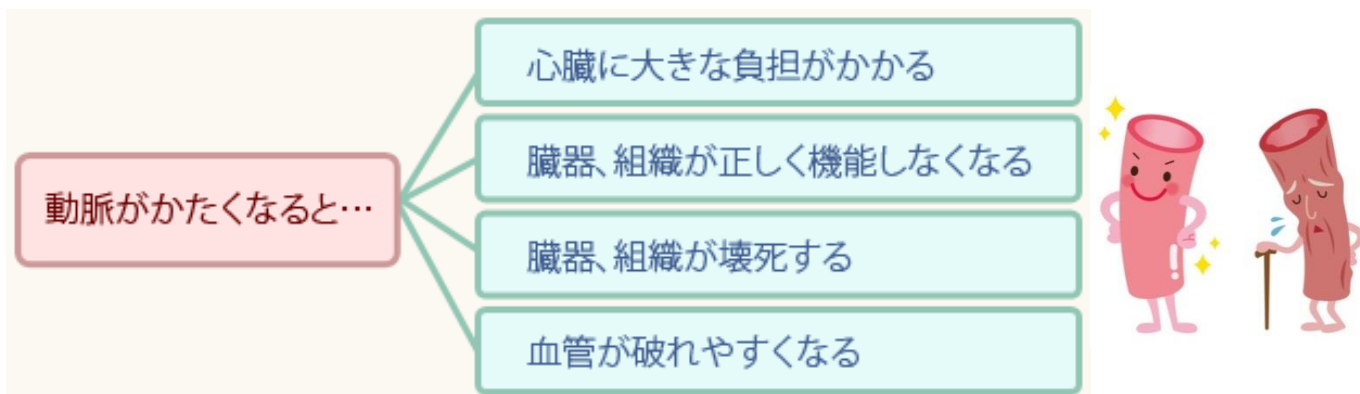 動脈がかたくなると…
心臓に大きな負担がかかる
臓器、組織が正しく機能しなくなる
臓器、組織が壊死する
血管が破れやすくなる